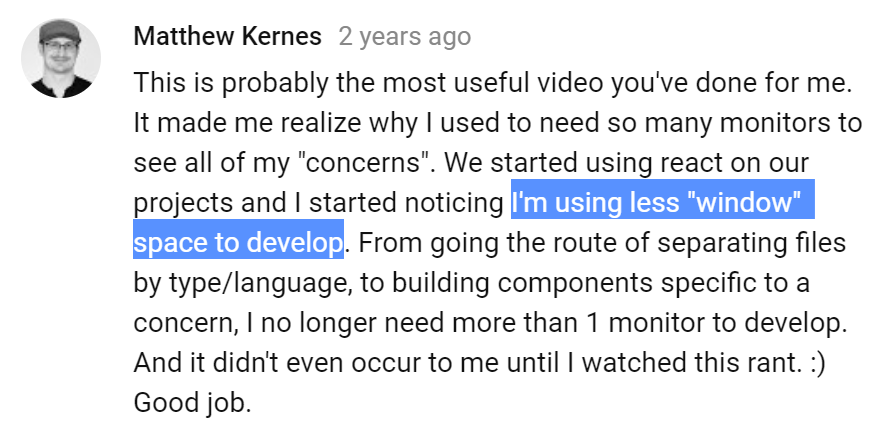 Matthew Kernes 2 years ago
This is probably the most useful video you've done for me.
It made me realize why I used to need so many monitors to
see all of my "concerns". We started using react on our
projects and I started noticing I'm using less "window"
space to develop. From going the route of separating files
by type/language, to building components specific to a
concern, I no longer need more than 1 monitor to develop.
And it didn't even occur to me until I watched this rant. :)
Good job.